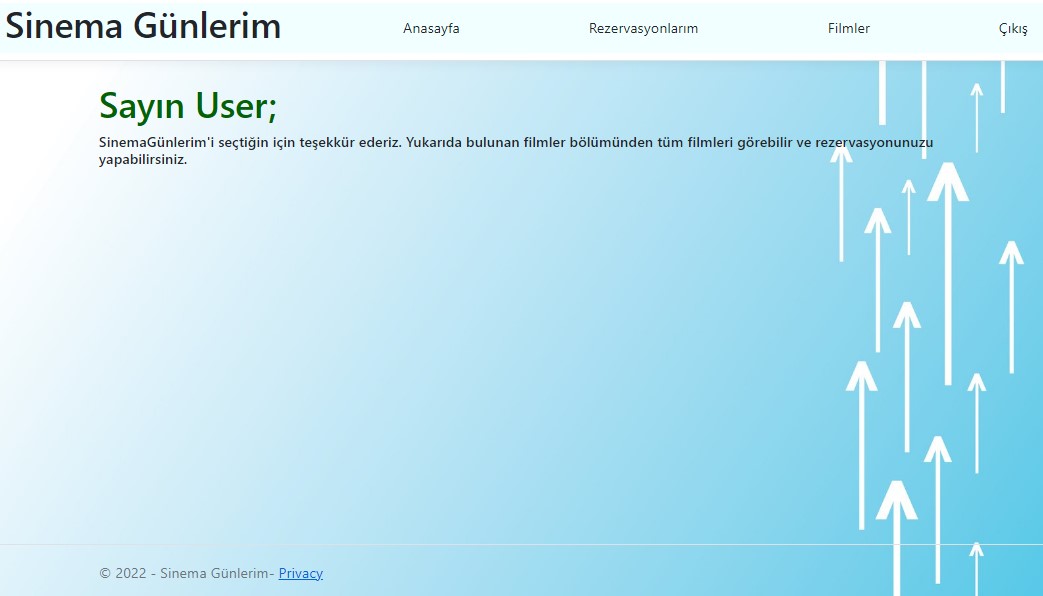 Sinema Günlerim
Anasayfa
Rezervasyonlarım
Filmler
Çıkış
Sayın User;
SinemaGünlerim'i seçtiğin için teşekkür ederiz. Yukarıda bulunan filmler bölümünden tüm filmleri görebilir ve rezervasyonunuzu
yapabilirsiniz.
© 2022 - Sinema Günlerim- Privacy